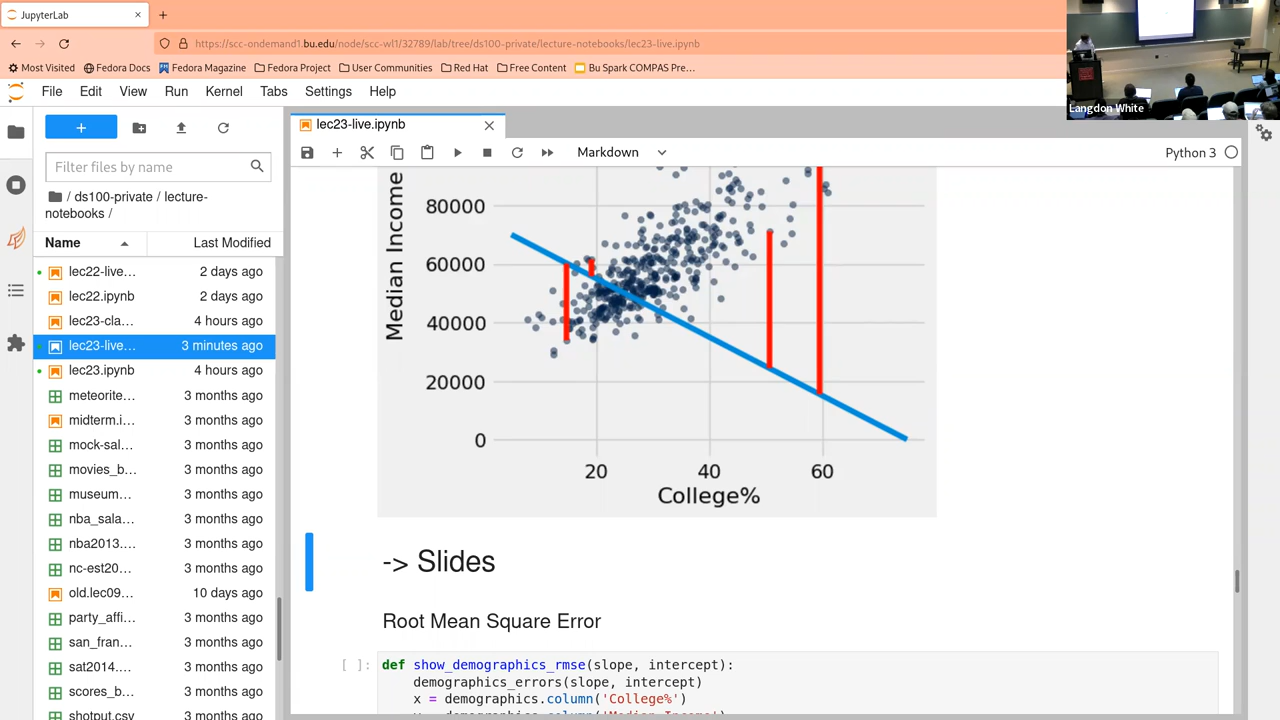 JupyterLab
https://scc-ondemand1.bu.edu/node/scc-wl1/32789/lab/tree/ds100-private/lecture-notebooks/lec23-live.ipynb
Most Visited Fedora Docs Fedora Magazine Fedora Project User Communities Red Hat Free Content Bu Spark COMPAS Pre…
Langdon White
File Edit View Run Kernel Tabs Settings Help
lec23-live.ipynb
Markdown
Python 3
Filter files by name
/ ds100-private / lecture-
notebooks /
Name Last Modified
lec22-live… 2 days ago
lec22.ipynb 2 days ago
lec23-cla… 4 hours ago
lec23-live… 3 minutes ago
lec23.ipynb 4 hours ago
meteorite… 3 months ago
midterm.i… 3 months ago
mock-sal… 3 months ago
movies_b… 3 months ago
museum… 3 months ago
nba_sala… 3 months ago
nba2013.… 3 months ago
nc-est20… 3 months ago
old.lec09… 10 days ago
party_affi… 3 months ago
san_fran… 3 months ago
sat2014.… 3 months ago
scores_b… 3 months ago
shotput.csv 3 months ago
Median Income
80000
60000
40000
20000
0
20 40 60
College%
-> Slides
Root Mean Square Error
[ ]: def show_demographics_rmse(slope, intercept):
demographics_errors(slope, intercept)
x = demographics.column('College%')
y = demographics.column('Median Income')